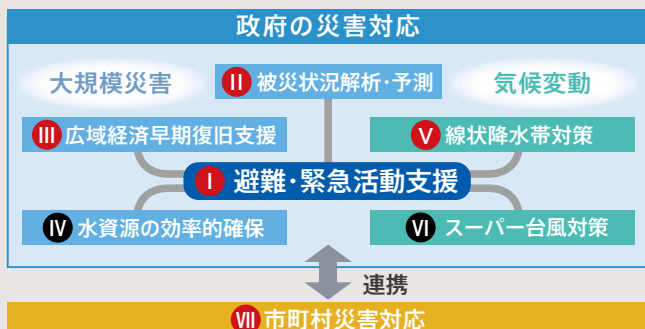 政府の災害対応
大規模災害
Ⅱ 被災状況解析・予測
気候変動
Ⅲ 広域経済早期復旧支援
Ⅴ 線状降水帯対策
Ⅰ 避難・緊急活動支援
Ⅳ 水資源の効率的確保
Ⅵ スーパー台風対策
連携
Ⅶ 市町村災害対応